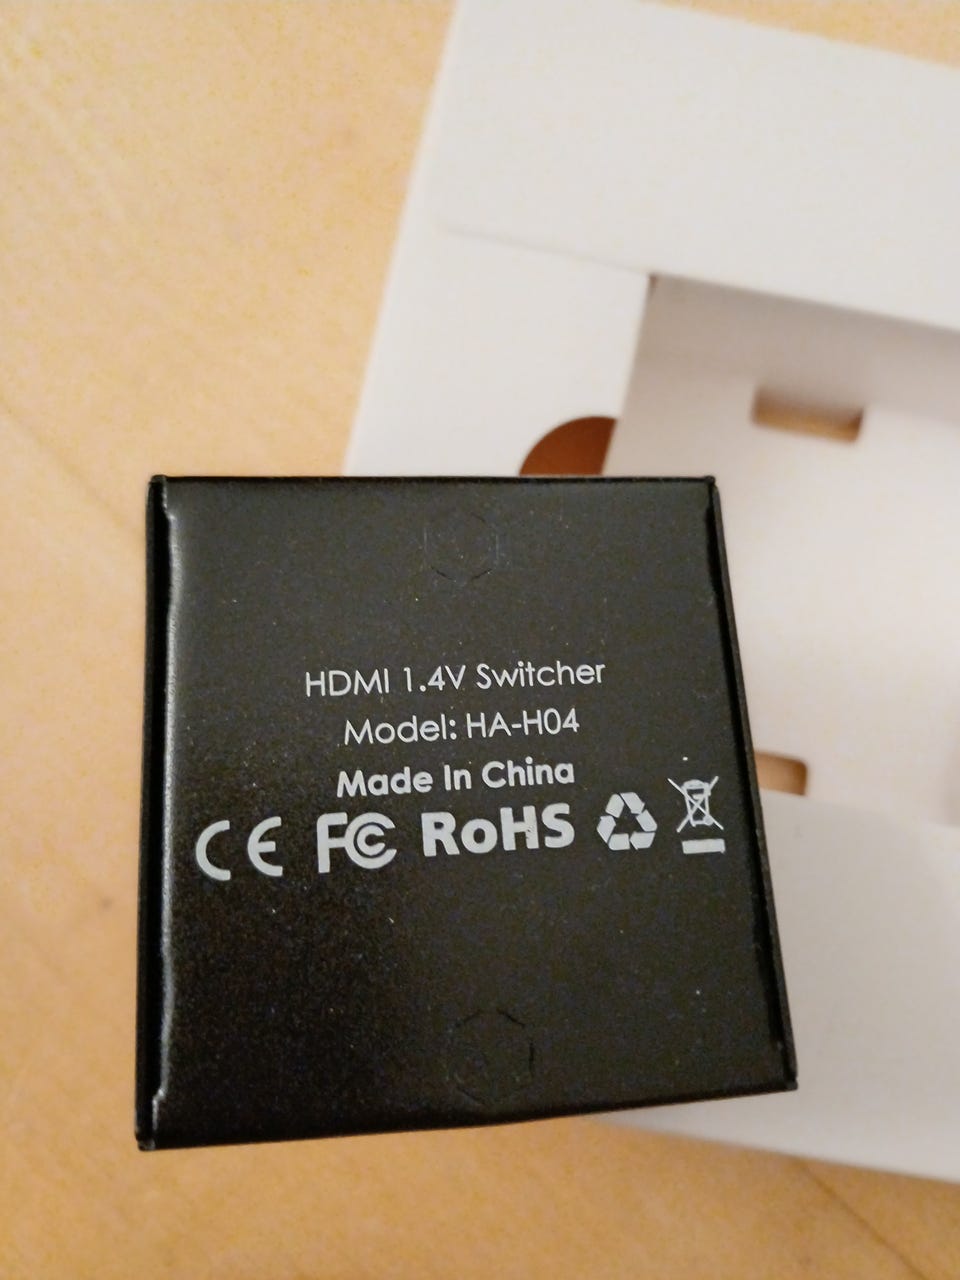 HDMI 1.4V Switcher
Model: HA-H04
Made In China
CE FC RoHS